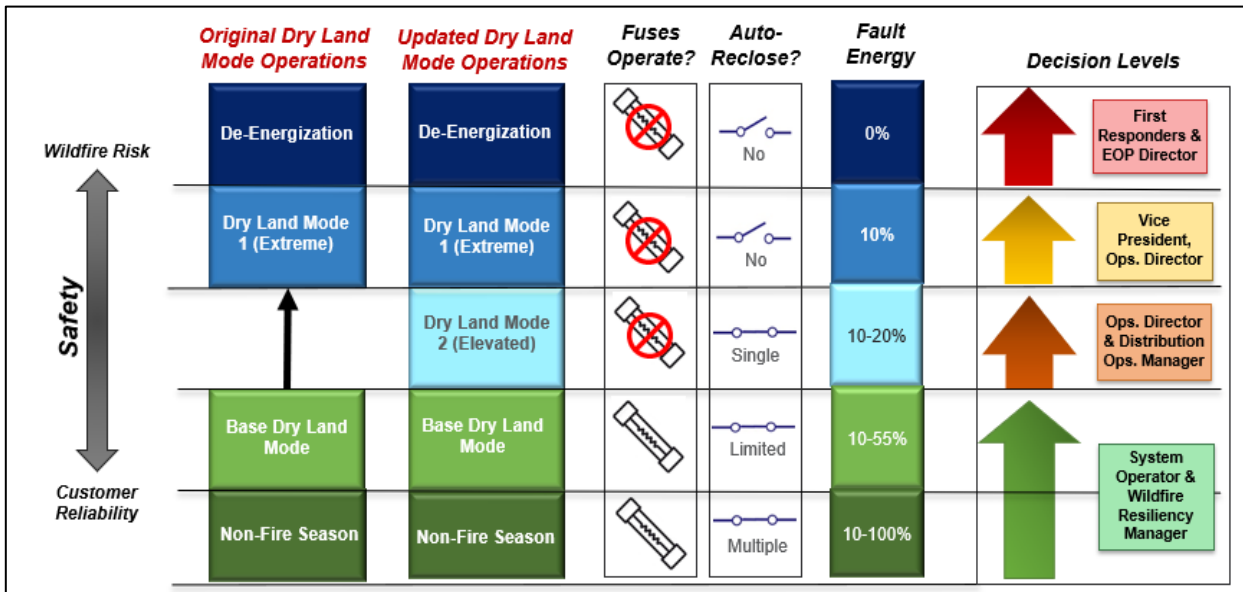 Original Dry Land
Mode Operations
Updated Dry Land
Mode Operations
Fuses
Operate?
Auto-
Reclose?
Fault
Energy
Decision Levels
Wildfire Risk
Safety
Customer
Reliability
De-Energization
De-Energization
No
0%
First
Responders &
EOP Director
Dry Land Mode
1 (Extreme)
Dry Land Mode
1 (Extreme)
No
10%
Vice
President,
Ops. Director
Dry Land Mode
2 (Elevated)
Single
10-20%
Ops. Director
& Distribution
Ops. Manager
Base Dry Land
Mode
Base Dry Land
Mode
Limited
10-55%
System
Operator &
Wildfire
Resiliency
Manager
Non-Fire Season
Non-Fire Season
Multiple
10-100%